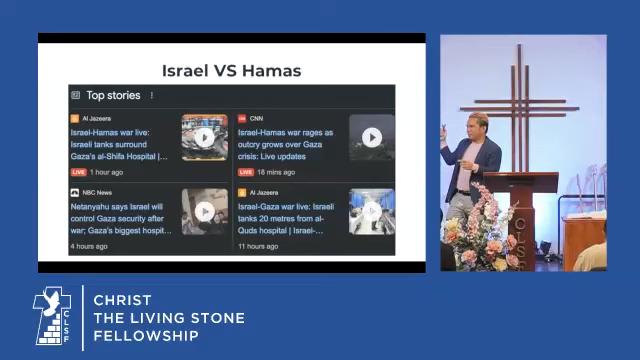 Israel VS Hamas
Top stories
Al Jazeera
Israel-Hamas war live:
Israeli tanks surround
Gaza's al-Shifa Hospital |...
LIVE 1 hour ago
CNN
Israel-Hamas war rages as
outcry grows over Gaza
crisis: Live updates
LIVE 18 mins ago
NBC News
Netanyahu says Israel will
control Gaza security after
war; Gaza's biggest hospit...
4 hours ago
Al Jazeera
Israel-Gaza war live: Israeli
tanks 20 metres from al-
Quds hospital | Israel-...
11 hours ago
CLSF
CLSF
CHRIST
THE LIVING STONE
FELLOWSHIP